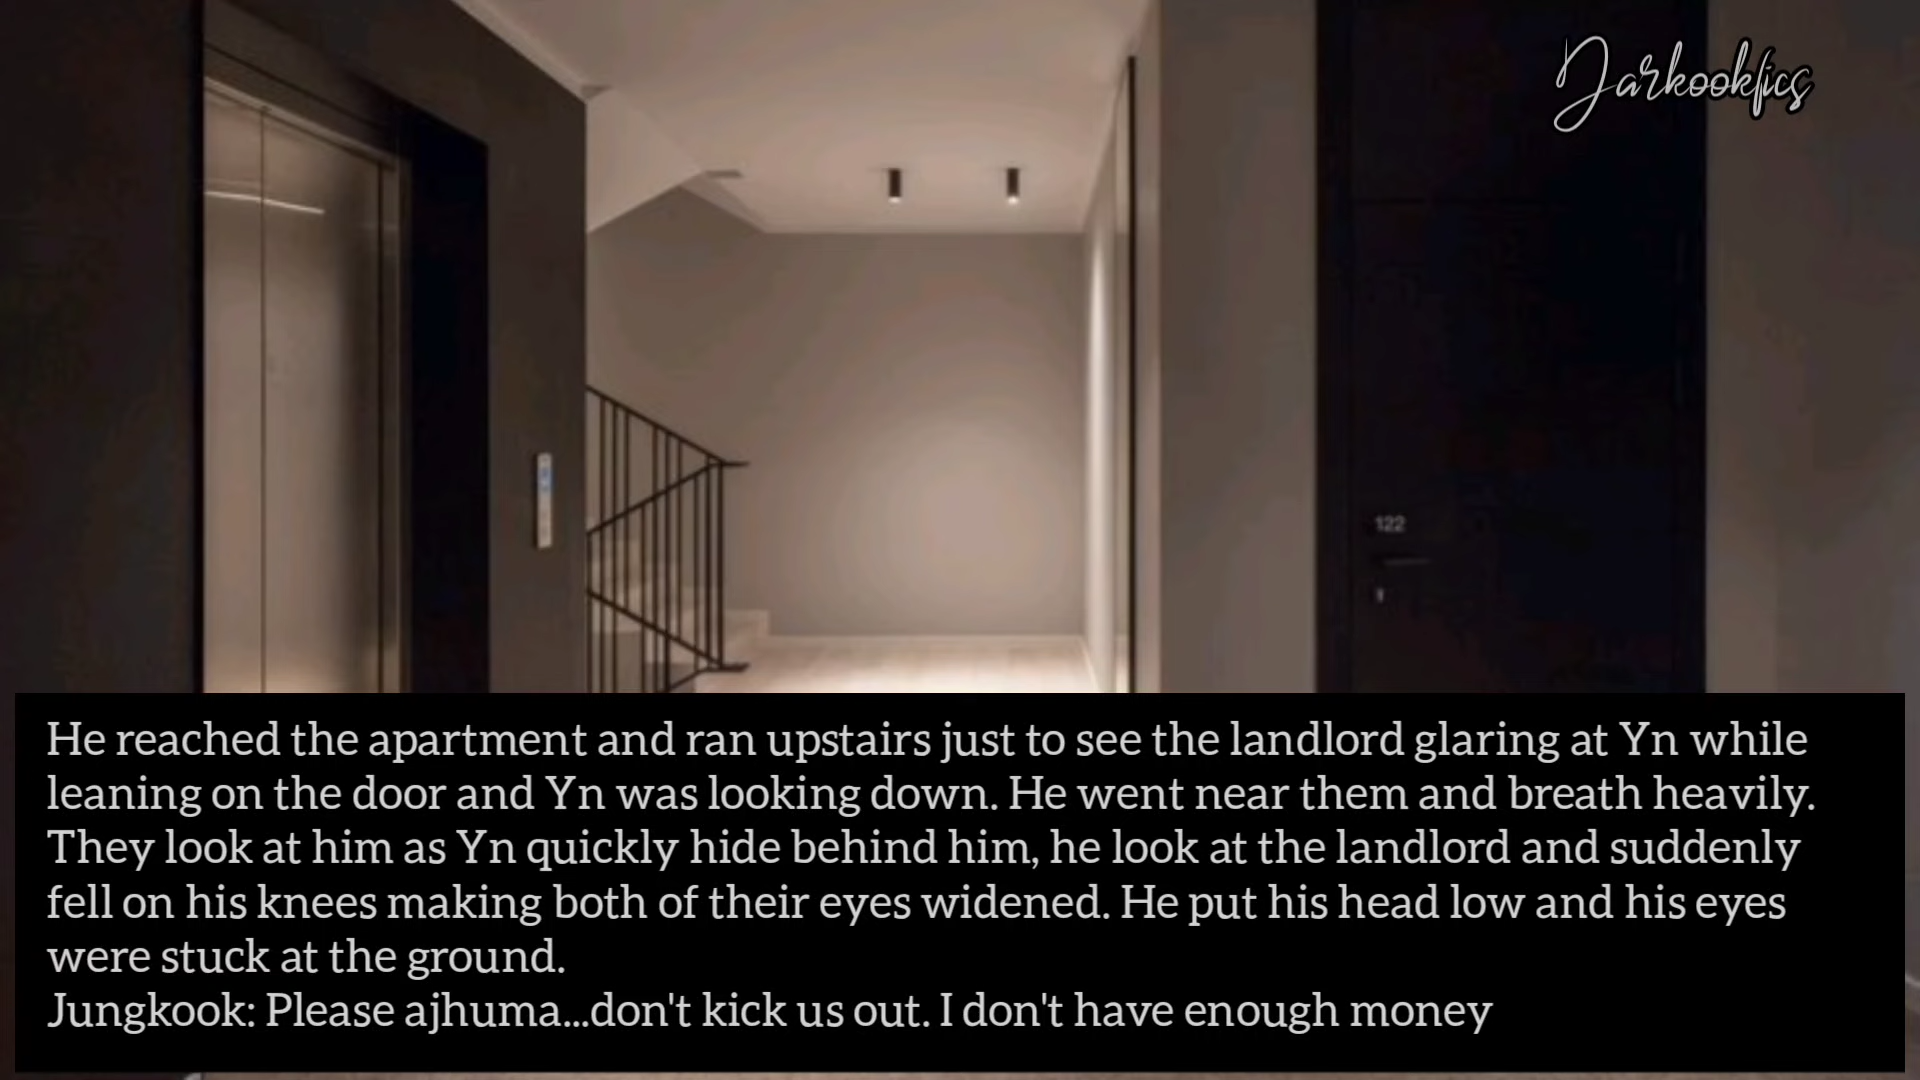 Darkookfics
122
He reached the apartment and ran upstairs just to see the landlord glaring at Yn while
leaning on the door and Yn was looking down. He went near them and breath heavily.
They look at him as Yn quickly hide behind him, he look at the landlord and suddenly
fell on his knees making both of their eyes widened. He put his head low and his eyes
were stuck at the ground.
Jungkook: Please ajhuma...don't kick us out. I don't have enough money